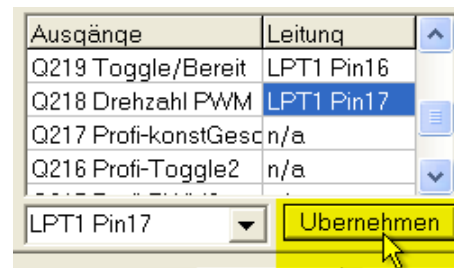 Ausgänge Leitung
Q219 Toggle/Bereit LPT1 Pin16
Q218 Drehzahl PWM LPT1 Pin17
Q217 Profi-konstGesc n/a
Q216 Profi-Toggle2 n/a
LPT1 Pin17 Übernehmen